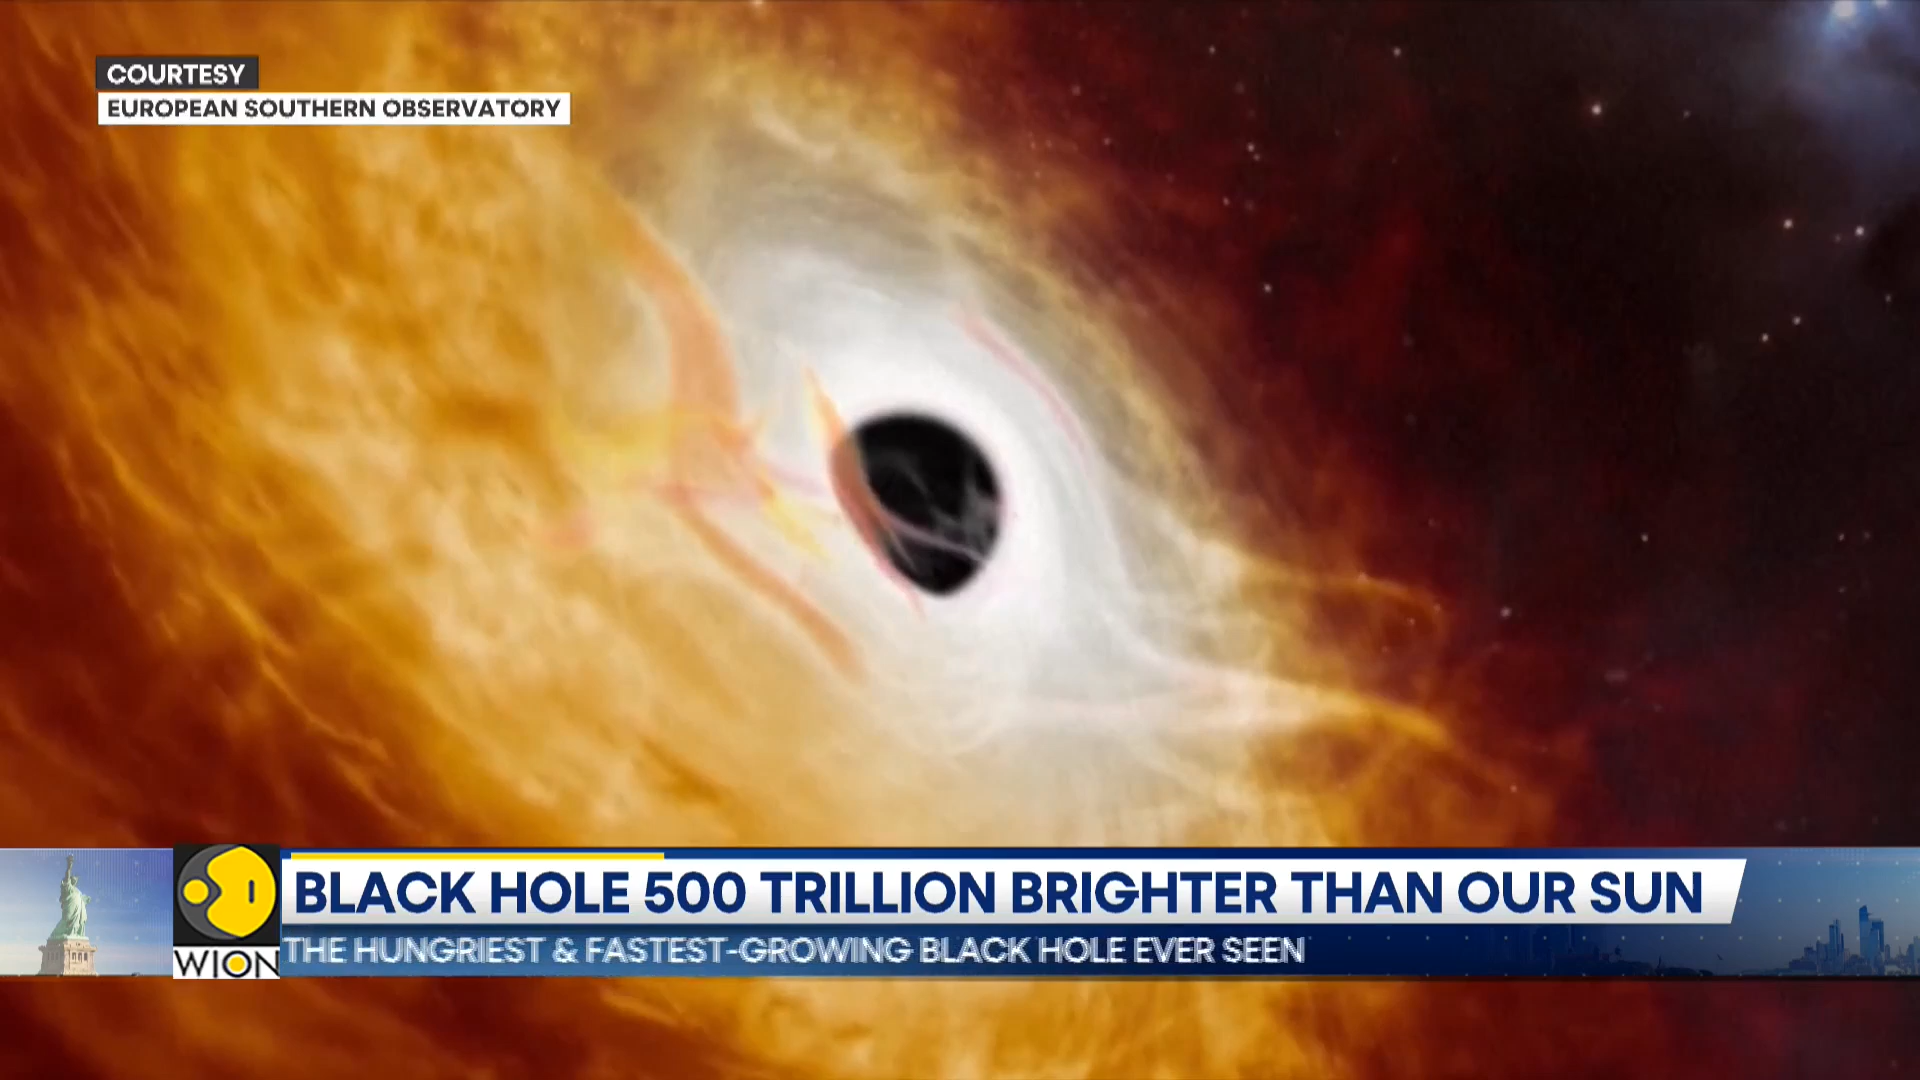 COURTESY
EUROPEAN SOUTHERN OBSERVATORY
BLACK HOLE 500 TRILLION BRIGHTER THAN OUR SUN
THE HUNGRIEST & FASTEST-GROWING BLACK HOLE EVER SEEN
WION